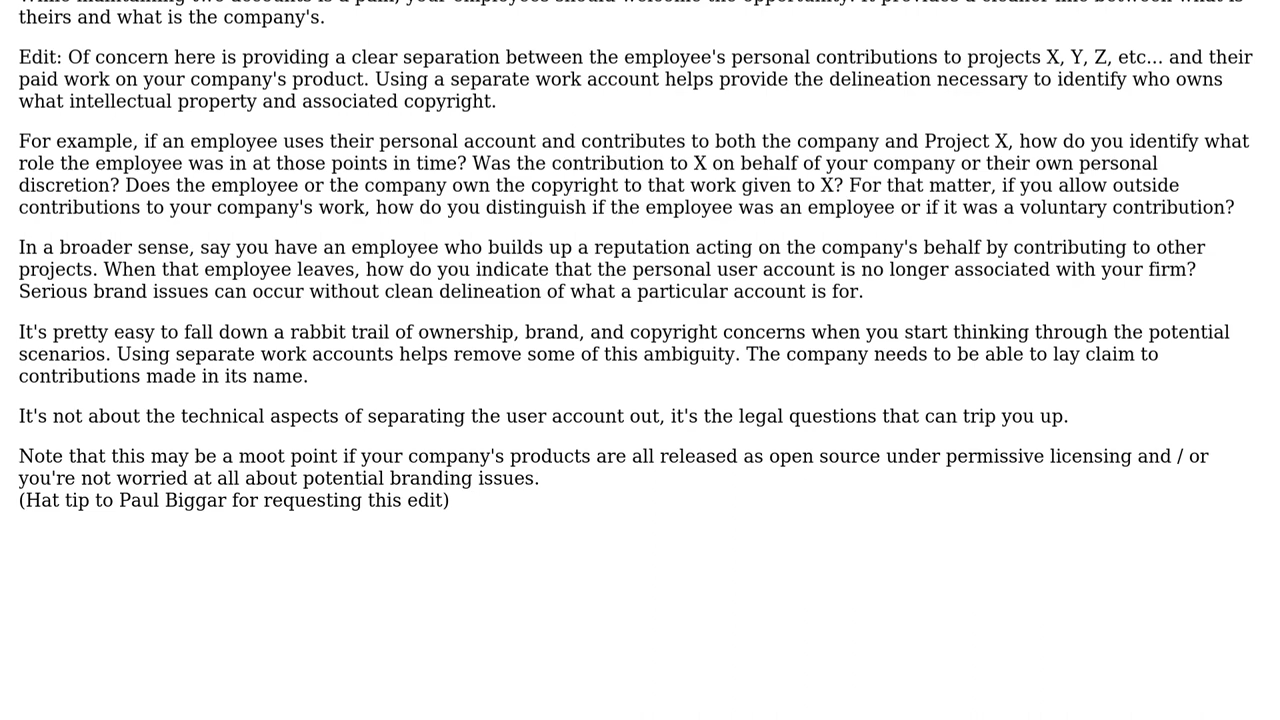 theirs and what is the company's.
Edit: Of concern here is providing a clear separation between the employee's personal contributions to projects X, Y, Z, etc... and their
paid work on your company's product. Using a separate work account helps provide the delineation necessary to identify who owns
what intellectual property and associated copyright.
For example, if an employee uses their personal account and contributes to both the company and Project X, how do you identify what
role the employee was in at those points in time? Was the contribution to X on behalf of your company or their own personal
discretion? Does the employee or the company own the copyright to that work given to X? For that matter, if you allow outside
contributions to your company's work, how do you distinguish if the employee was an employee or if it was a voluntary contribution?
In a broader sense, say you have an employee who builds up a reputation acting on the company's behalf by contributing to other
projects. When that employee leaves, how do you indicate that the personal user account is no longer associated with your firm?
Serious brand issues can occur without clean delineation of what a particular account is for.
It's pretty easy to fall down a rabbit trail of ownership, brand, and copyright concerns when you start thinking through the potential
scenarios. Using separate work accounts helps remove some of this ambiguity. The company needs to be able to lay claim to
contributions made in its name.
It's not about the technical aspects of separating the user account out, it's the legal questions that can trip you up.
Note that this may be a moot point if your company's products are all released as open source under permissive licensing and / or
you're not worried at all about potential branding issues.
(Hat tip to Paul Biggar for requesting this edit)